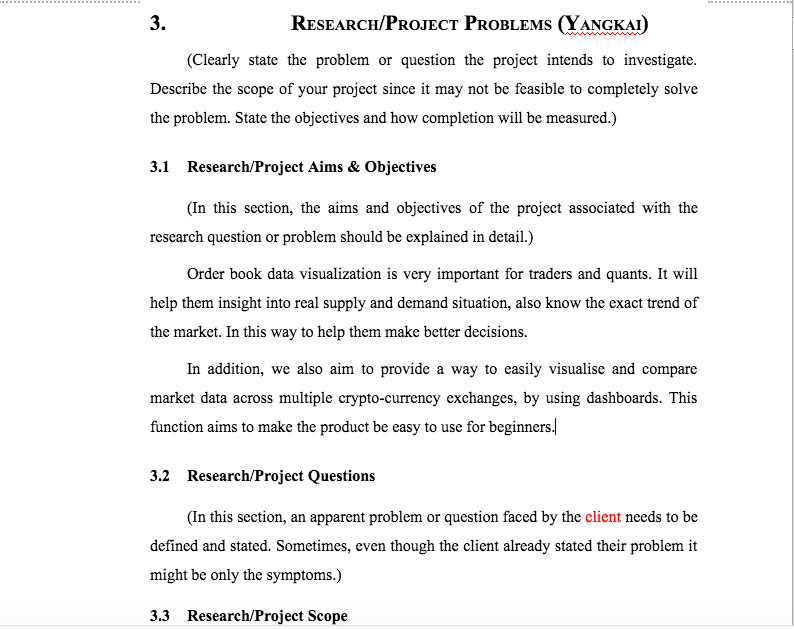 3. RESEARCH/PROJECT PROBLEMS (YANGKAI)
(Clearly state the problem or question the project intends to investigate.
Describe the scope of your project since it may not be feasible to completely solve
the problem. State the objectives and how completion will be measured.)
3.1 Research/Project Aims & Objectives
(In this section, the aims and objectives of the project associated with the
research question or problem should be explained in detail.)
Order book data visualization is very important for traders and quants. It will
help them insight into real supply and demand situation, also know the exact trend of
the market. In this way to help them make better decisions.
In addition, we also aim to provide a way to easily visualise and compare
market data across multiple crypto-currency exchanges, by using dashboards. This
function aims to make the product be easy to use for beginners.
3.2 Research/Project Questions
(In this section, an apparent problem or question faced by the client needs to be
defined and stated. Sometimes, even though the client already stated their problem it
might be only the symptoms.)
3.3 Research/Project Scope